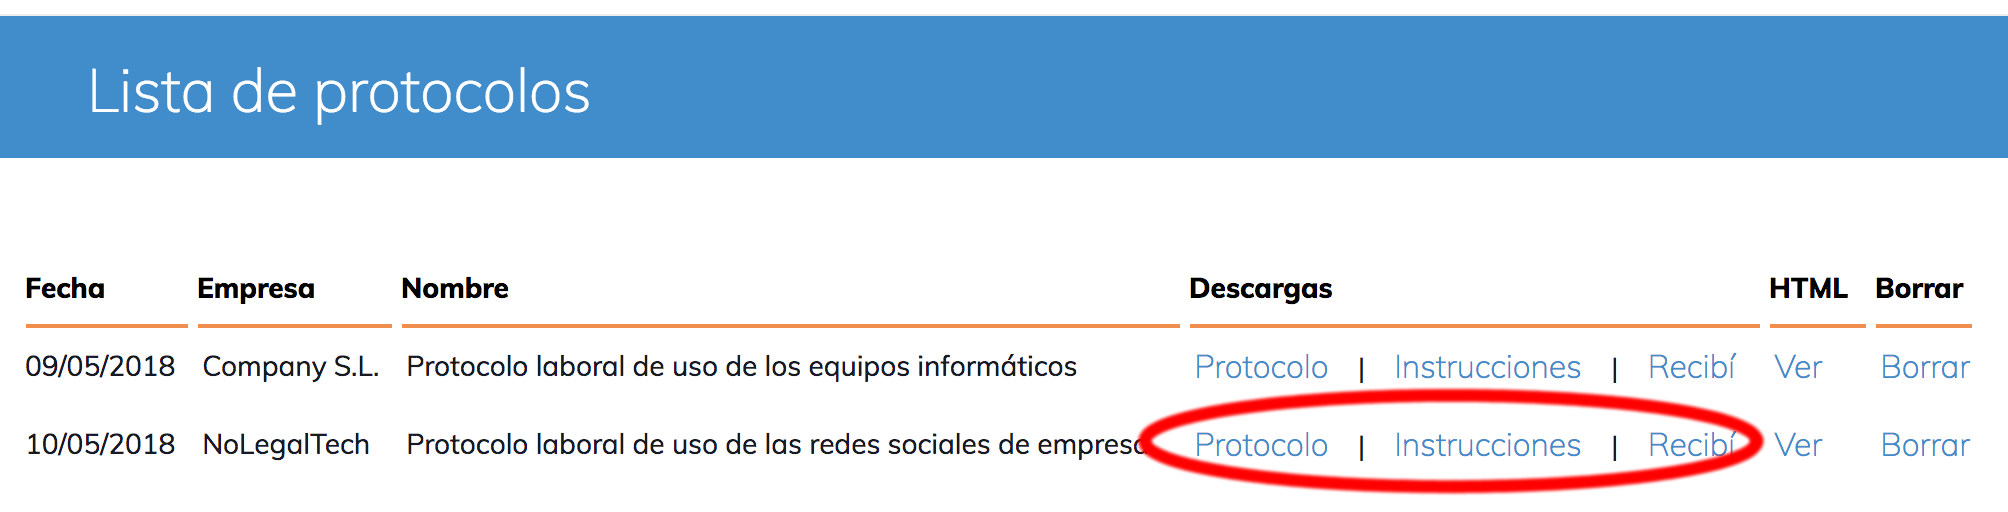 Lista de protocolos
Fecha Empresa Nombre Descargas HTML Borrar
09/05/2018 Company S.L. Protocolo laboral de uso de los equipos informáticos Protocolo | Instrucciones | Recibí Ver Borrar
10/05/2018 NoLegalTech Protocolo laboral de uso de las redes sociales de empresa Protocolo | Instrucciones | Recibí Ver Borrar